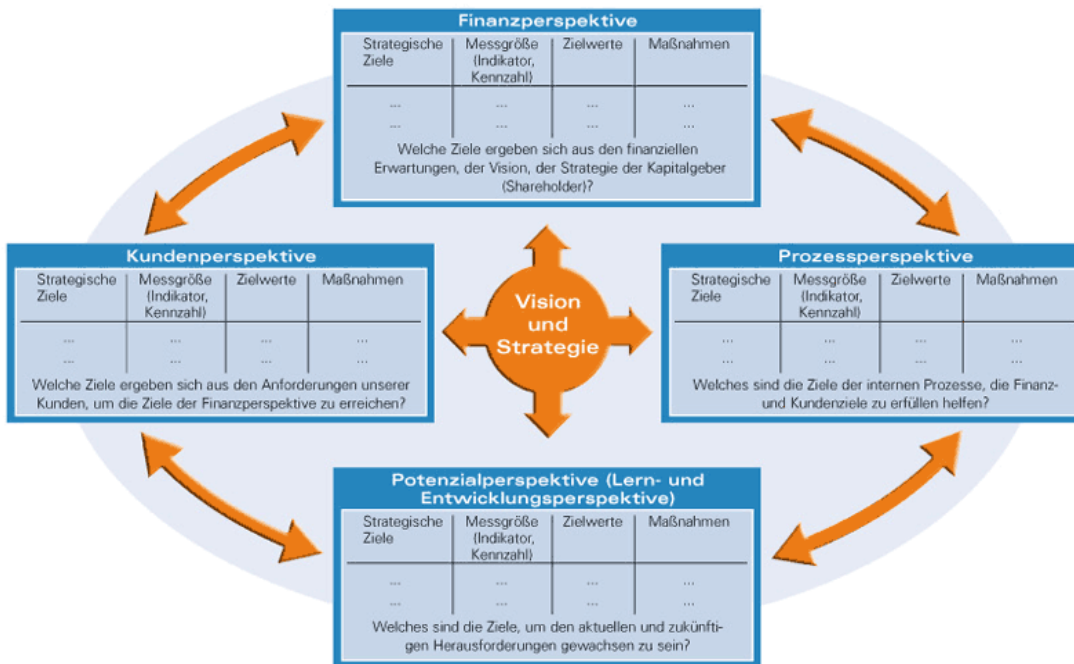 Finanzperspektive
Strategische Ziele
Messgröße (Indikator, Kennzahl)
Zielwerte
Maßnahmen
... ... ... ...
... ... ... ...
Welche Ziele ergeben sich aus den finanziellen
Erwartungen, der Vision, der Strategie der Kapitalgeber
(Shareholder)?
Kundenperspektive
Strategische Ziele
Messgröße (Indikator, Kennzahl)
Zielwerte
Maßnahmen
... ... ... ...
... ... ... ...
Welche Ziele ergeben sich aus den Anforderungen unserer
Kunden, um die Ziele der Finanzperspektive zu erreichen?
Vision
und
Strategie
Prozessperspektive
Strategische Ziele
Messgröße (Indikator, Kennzahl)
Zielwerte
Maßnahmen
... ... ... ...
... ... ... ...
Welches sind die Ziele der internen Prozesse, die Finanz-
und Kundenziele zu erfüllen helfen?
Potenzialperspektive (Lern- und
Entwicklungsperspektive)
Strategische Ziele
Messgröße (Indikator, Kennzahl)
Zielwerte
Maßnahmen
... ... ... ...
... ... ... ...
Welches sind die Ziele, um den aktuellen und zukünfti-
gen Herausforderungen gewachsen zu sein?